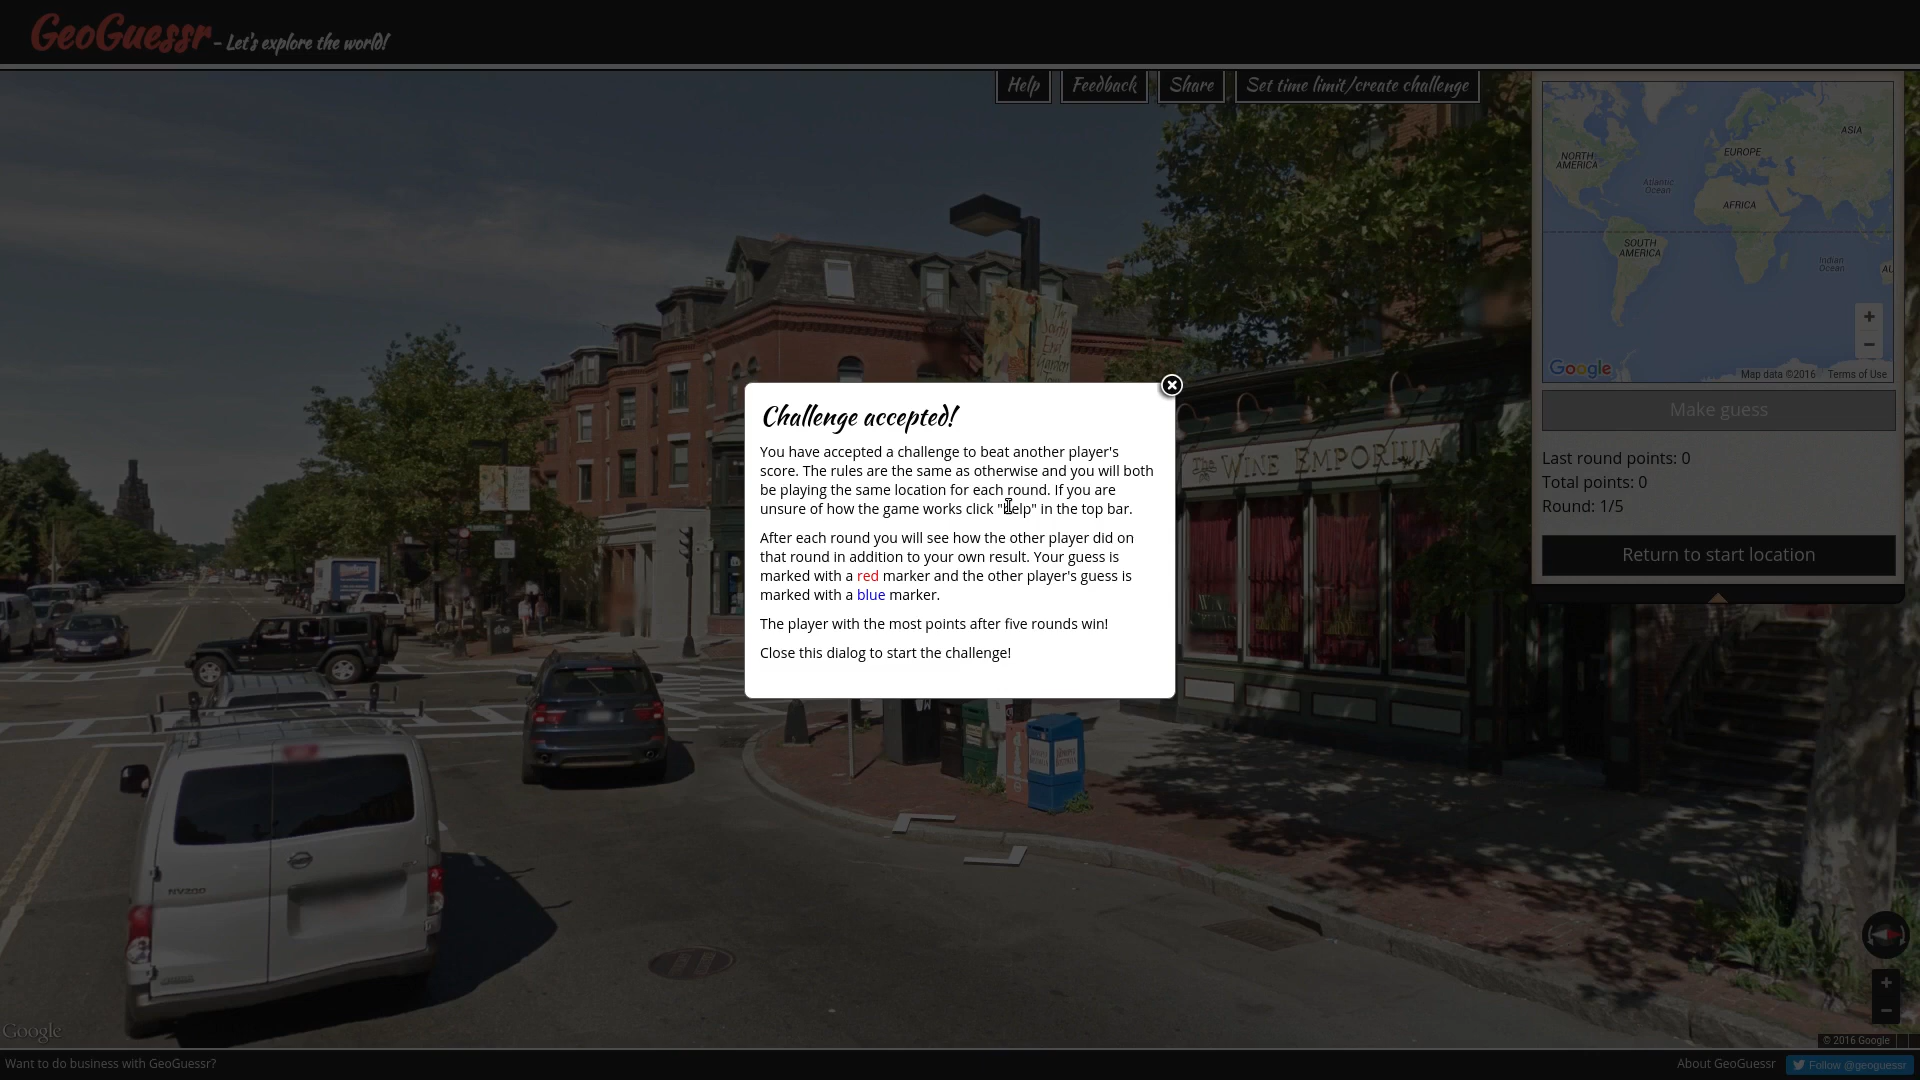 GeoGuessr - Let's explore the world!
Help
Feedback
Share
Set time limit/create challenge
NORTH
AMERICA
Atlantic
Ocean
EUROPE
ASIA
AFRICA
SOUTH
AMERICA
Indian
Ocean
AU
+
−
Google
Map data ©2016
Terms of Use
Make guess
Last round points: 0
Total points: 0
Round: 1/5
Return to start location
The
South
End
Garden
Tour
The WINE EMPORIUM
Challenge accepted!
You have accepted a challenge to beat another player's
score. The rules are the same as otherwise and you will both
be playing the same location for each round. If you are
unsure of how the game works click "Help" in the top bar.
After each round you will see how the other player did on
that round in addition to your own result. Your guess is
marked with a red marker and the other player's guess is
marked with a blue marker.
The player with the most points after five rounds win!
Close this dialog to start the challenge!
WINE
NV200
+
−
Google
© 2016 Google
Want to do business with GeoGuessr?
About GeoGuessr
Follow @geoguessr